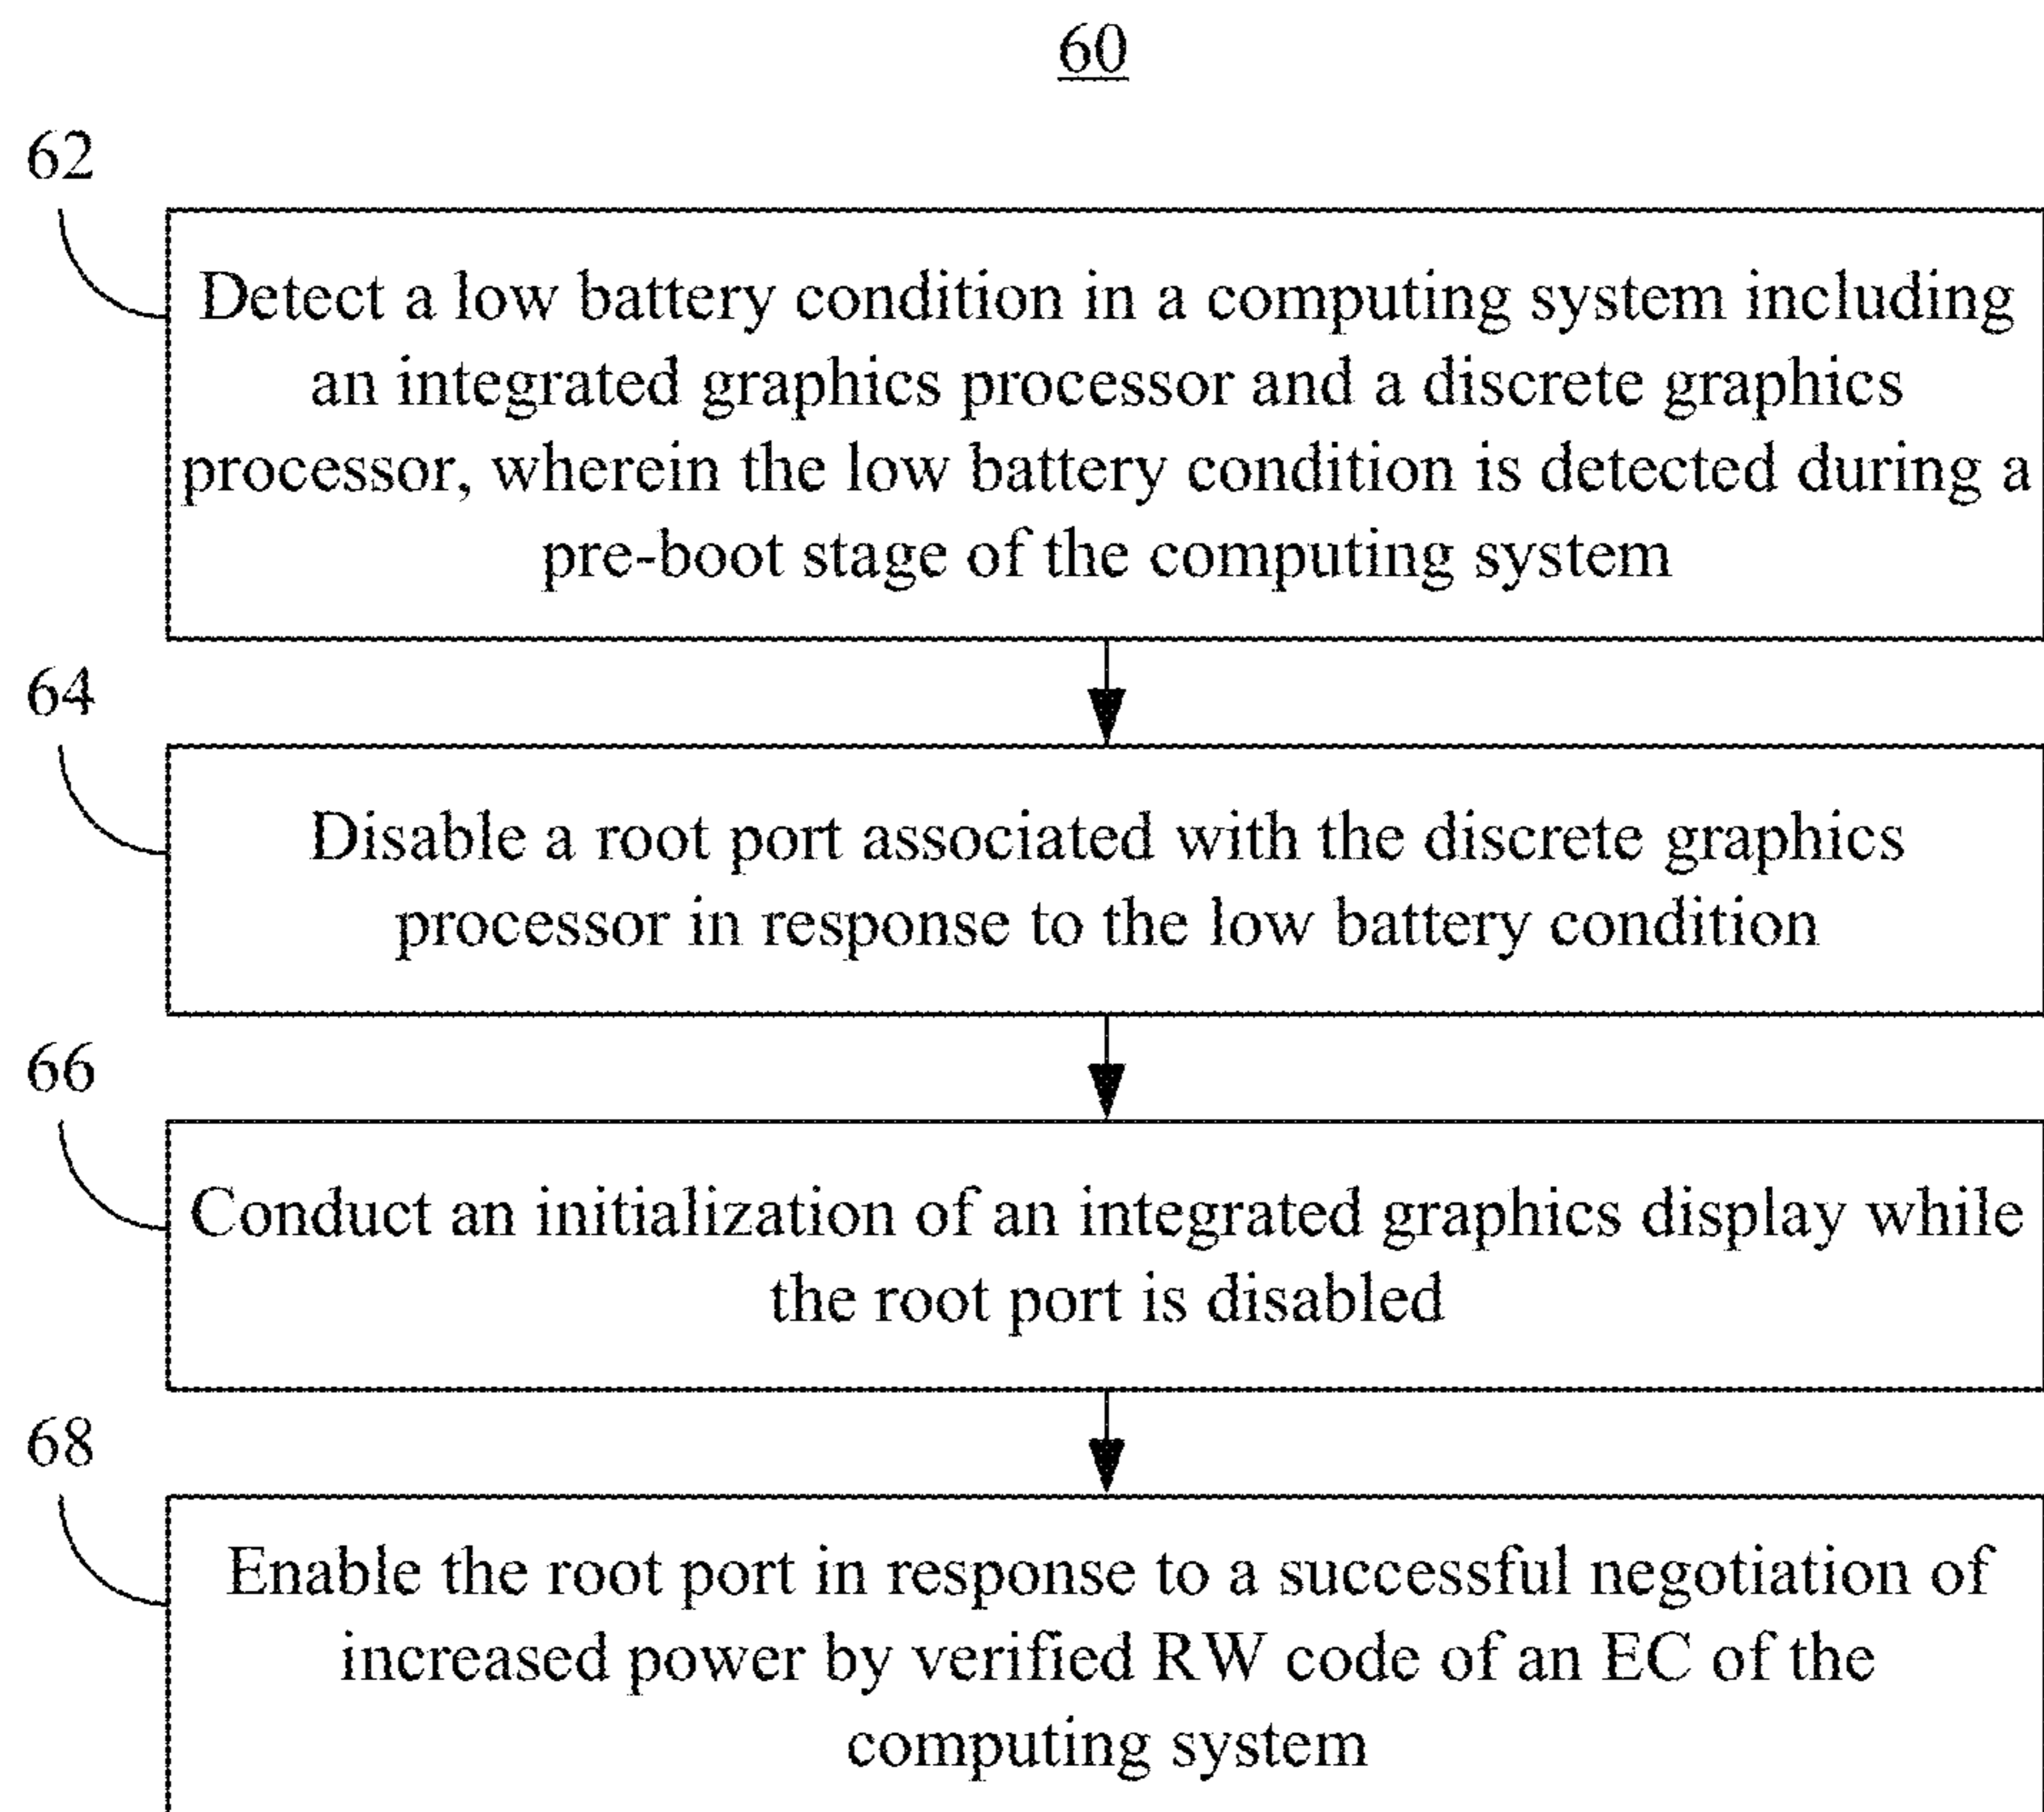 60
62
Detect a low battery condition in a computing system including
an integrated graphics processor and a discrete graphics
processor, wherein the low battery condition is detected during a
pre-boot stage of the computing system
64
Disable a root port associated with the discrete graphics
processor in response to the low battery condition
66
Conduct an initialization of an integrated graphics display while
the root port is disabled
68
Enable the root port in response to a successful negotiation of
increased power by verified RW code of an EC of the
computing system